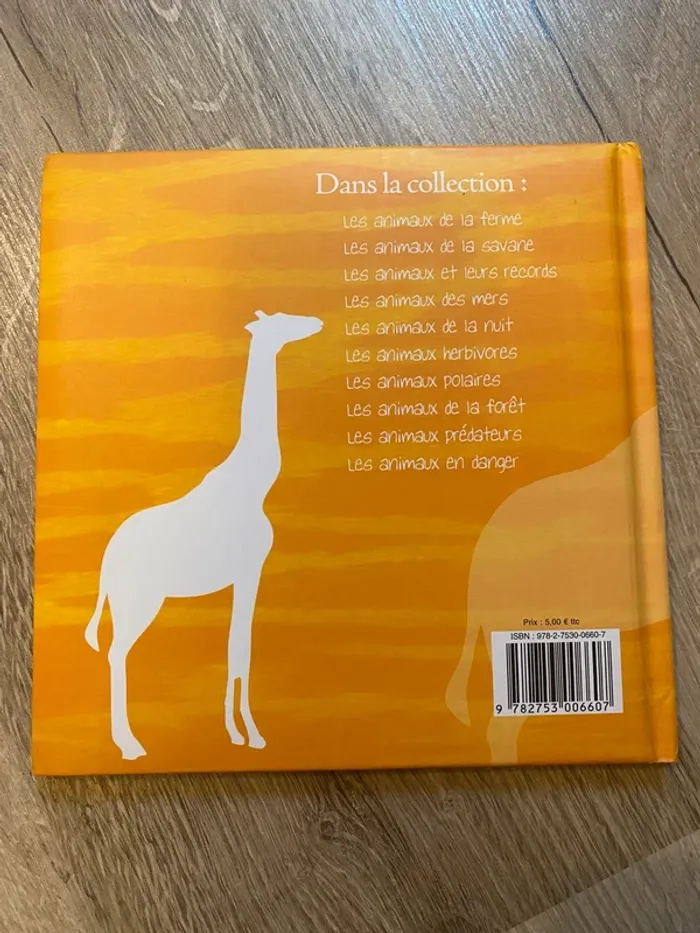 Dans la collection :
Les animaux de la ferme
Les animaux de la savane
Les animaux et leurs records
Les animaux des mers
Les animaux de la nuit
Les animaux herbivores
Les animaux polaires
Les animaux de la forêt
Les animaux prédateurs
Les animaux en danger
Prix : 5,00 € ttc
ISBN : 978-2-7530-0660-7
9 782753 006607